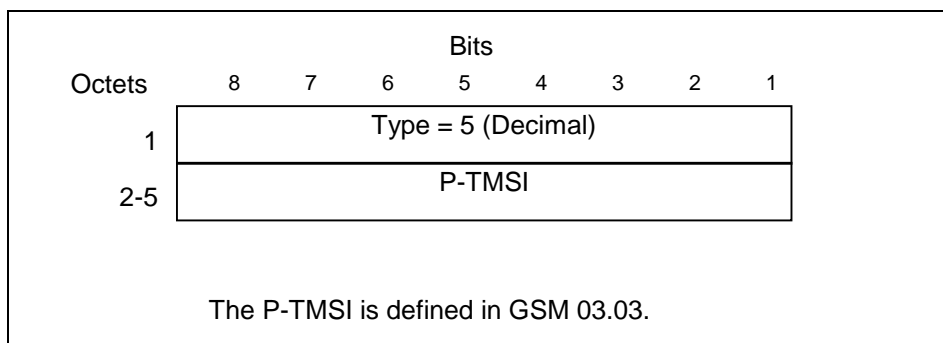 Bits
Octets 8 7 6 5 4 3 2 1
1 Type = 5 (Decimal)
2-5 P-TMSI
The P-TMSI is defined in GSM 03.03.